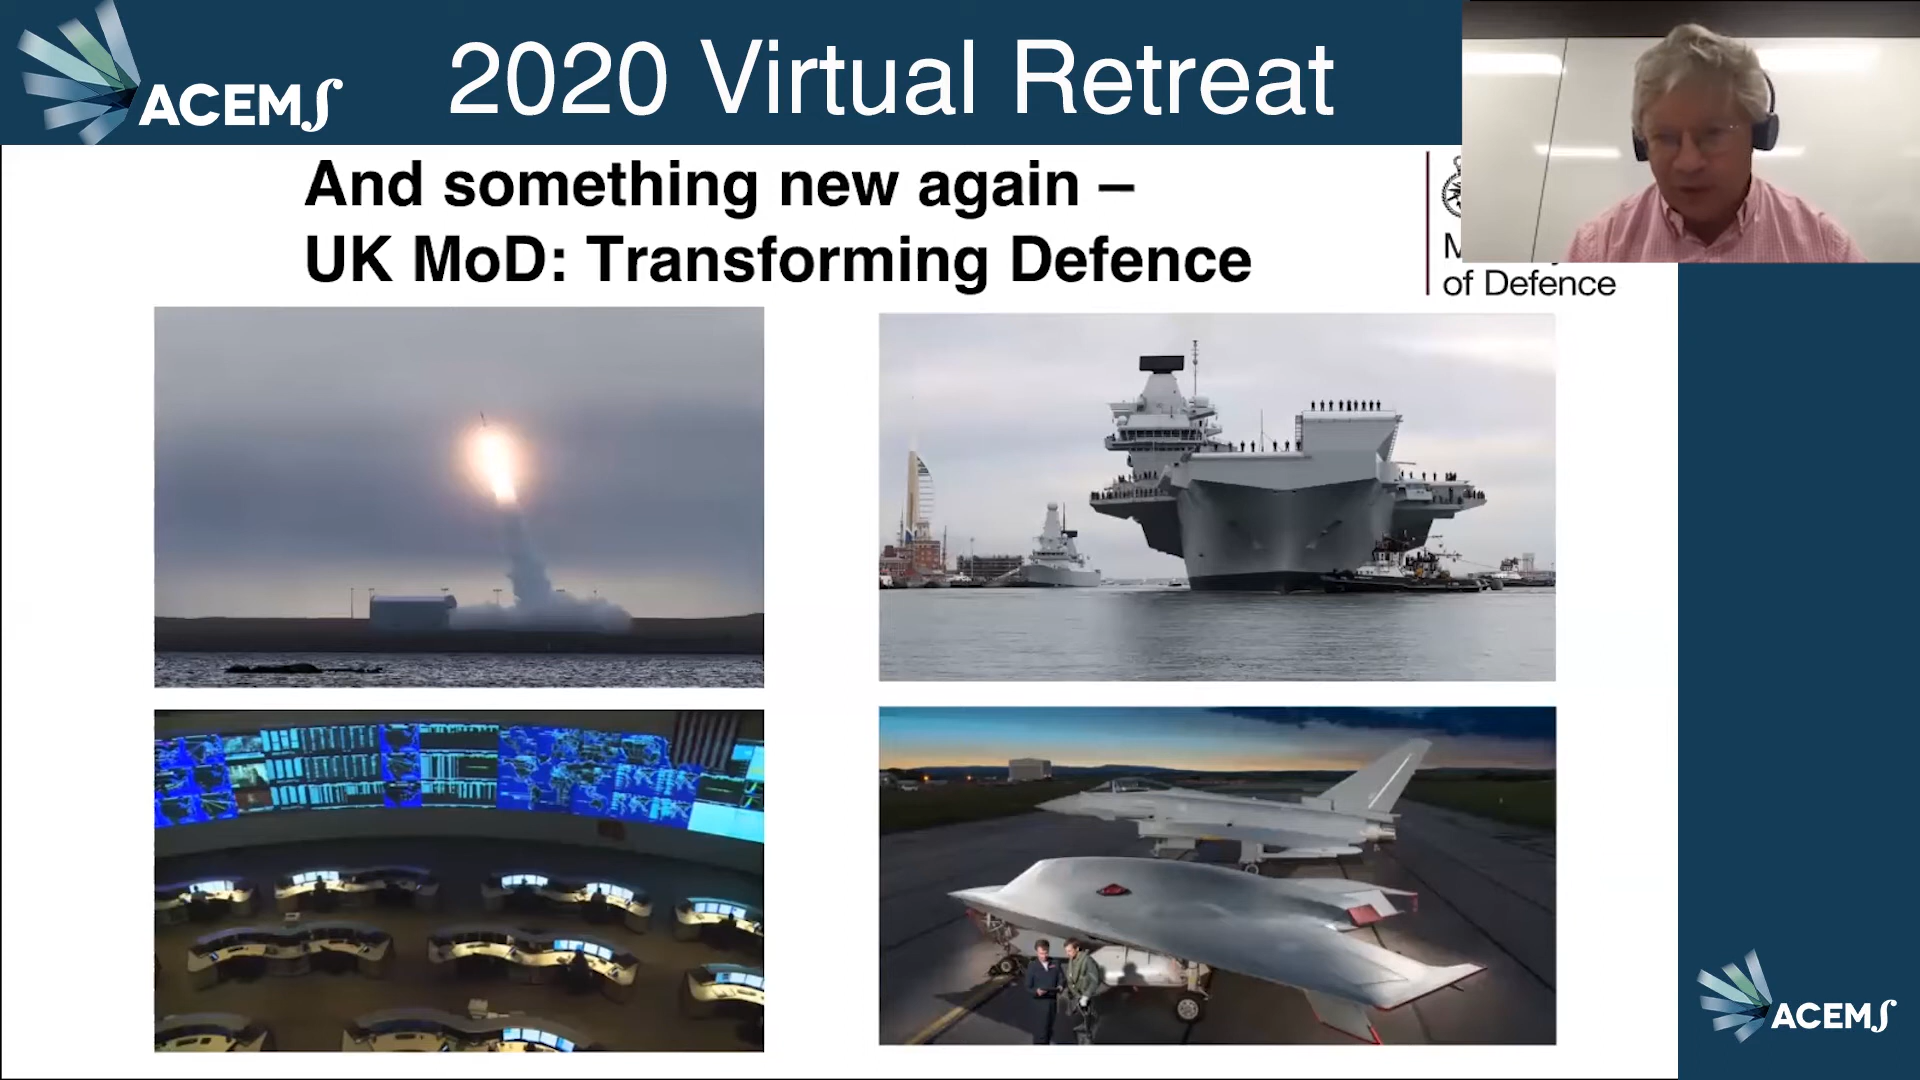 ACEMS
2020 Virtual Retreat
And something new again –
UK MoD: Transforming Defence
of Defence
ACEMS